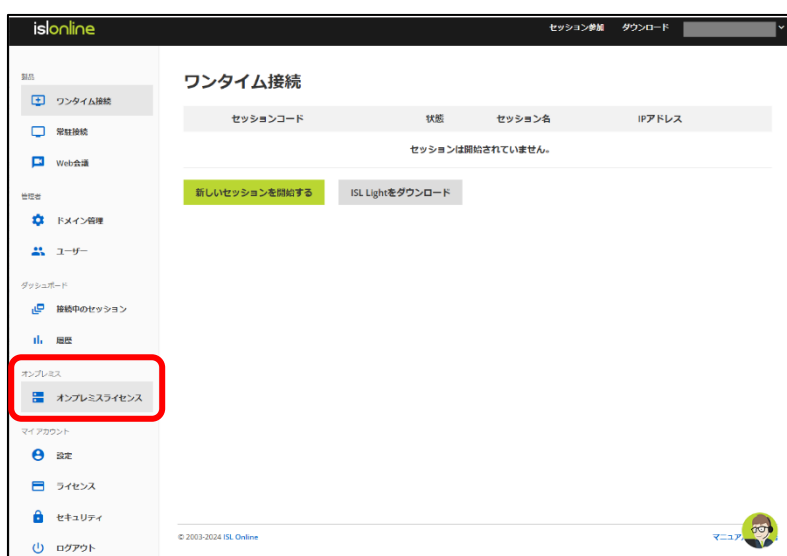 islonline
セッション参加 ダウンロード
製品
ワンタイム接続
常駐接続
Web会議
管理者
ドメイン管理
ユーザー
ダッシュボード
接続中のセッション
履歴
オンプレミス
オンプレミスライセンス
マイアカウント
設定
ライセンス
セキュリティ
ログアウト
ワンタイム接続
セッションコード 状態 セッション名 IPアドレス
セッションは開始されていません。
新しいセッションを開始する ISL Lightをダウンロード
© 2003-2024 ISL Online
マニュア